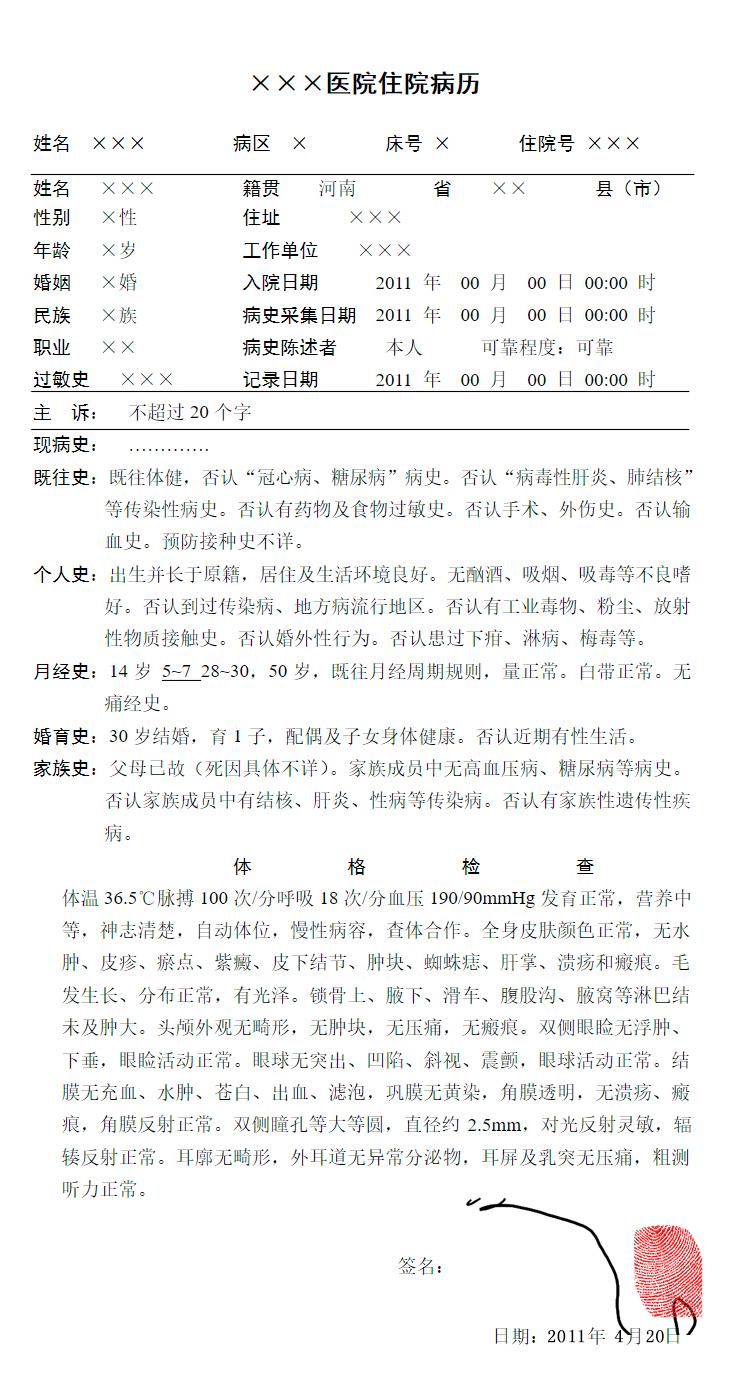 ×××医院住院病历
姓名 ××× 病区 × 床号 × 住院号 ×××
姓名 ××× 籍贯 河南 省 ×× 县（市）
性别 ×性 住址 ×××
年龄 ×岁 工作单位 ×××
婚姻 ×婚 入院日期 2011 年 00 月 00 日 00:00 时
民族 ×族 病史采集日期 2011 年 00 月 00 日 00:00 时
职业 ×× 病史陈述者 本人 可靠程度：可靠
过敏史 ××× 记录日期 2011 年 00 月 00 日 00:00 时
主 诉： 不超过 20 个字
现病史： ………….
既往史：既往体健，否认“冠心病、糖尿病”病史。否认“病毒性肝炎、肺结核”
等传染性病史。否认有药物及食物过敏史。否认手术、外伤史。否认输
血史。预防接种史不详。
个人史：出生并长于原籍，居住及生活环境良好。无酗酒、吸烟、吸毒等不良嗜
好。否认到过传染病、地方病流行地区。否认有工业毒物、粉尘、放射
性物质接触史。否认婚外性行为。否认患过下疳、淋病、梅毒等。
月经史：14 岁 5~7 28~30，50 岁，既往月经周期规则，量正常。白带正常。无
痛经史。
婚育史：30 岁结婚，育 1 子，配偶及子女身体健康。否认近期有性生活。
家族史：父母已故（死因具体不详）。家族成员中无高血压病、糖尿病等病史。
否认家族成员中有结核、肝炎、性病等传染病。否认有家族性遗传性疾
病。
体 格 检 查
体温 36.5℃脉搏 100 次/分呼吸 18 次/分血压 190/90mmHg 发育正常，营养中
等，神志清楚，自动体位，慢性病容，查体合作。全身皮肤颜色正常，无水
肿、皮疹、瘀点、紫癜、皮下结节、肿块、蜘蛛痣、肝掌、溃疡和瘢痕。毛
发生长、分布正常，有光泽。锁骨上、腋下、滑车、腹股沟、腋窝等淋巴结
未及肿大。头颅外观无畸形，无肿块，无压痛，无瘢痕。双侧眼睑无浮肿、
下垂，眼睑活动正常。眼球无突出、凹陷、斜视、震颤，眼球活动正常。结
膜无充血、水肿、苍白、出血、滤泡，巩膜无黄染，角膜透明，无溃疡、瘢
痕，角膜反射正常。双侧瞳孔等大等圆，直径约 2.5mm，对光反射灵敏，辐
辏反射正常。耳廓无畸形，外耳道无异常分泌物，耳屏及乳突无压痛，粗测
听力正常。
签名：
日期：2011年 4月20日